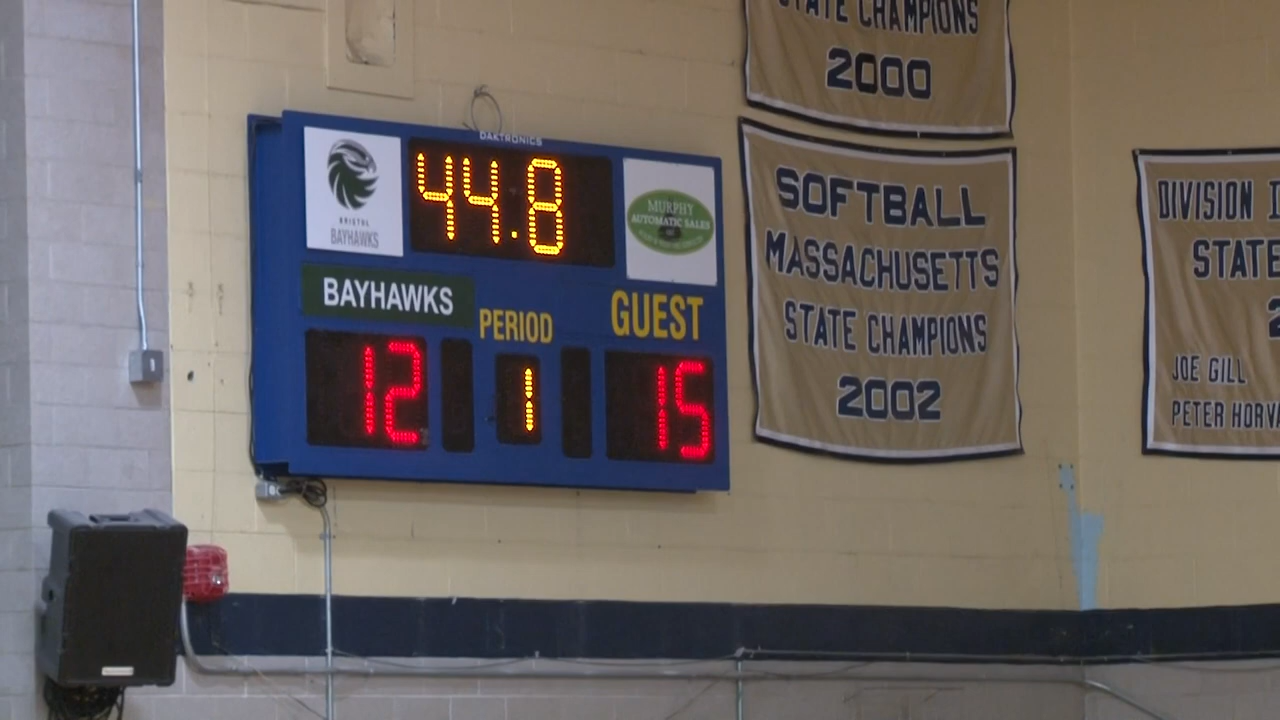 STATE CHAMPIONS
2000
DAKTRONICS
44.8
BRISTOL
BAYHAWKS
MURPHY
AUTOMATIC SALES
BAYHAWKS
PERIOD
GUEST
12
1
15
SOFTBALL
MASSACHUSETTS
STATE CHAMPIONS
2002
DIVISION
STATE
JOE GILL
PETER